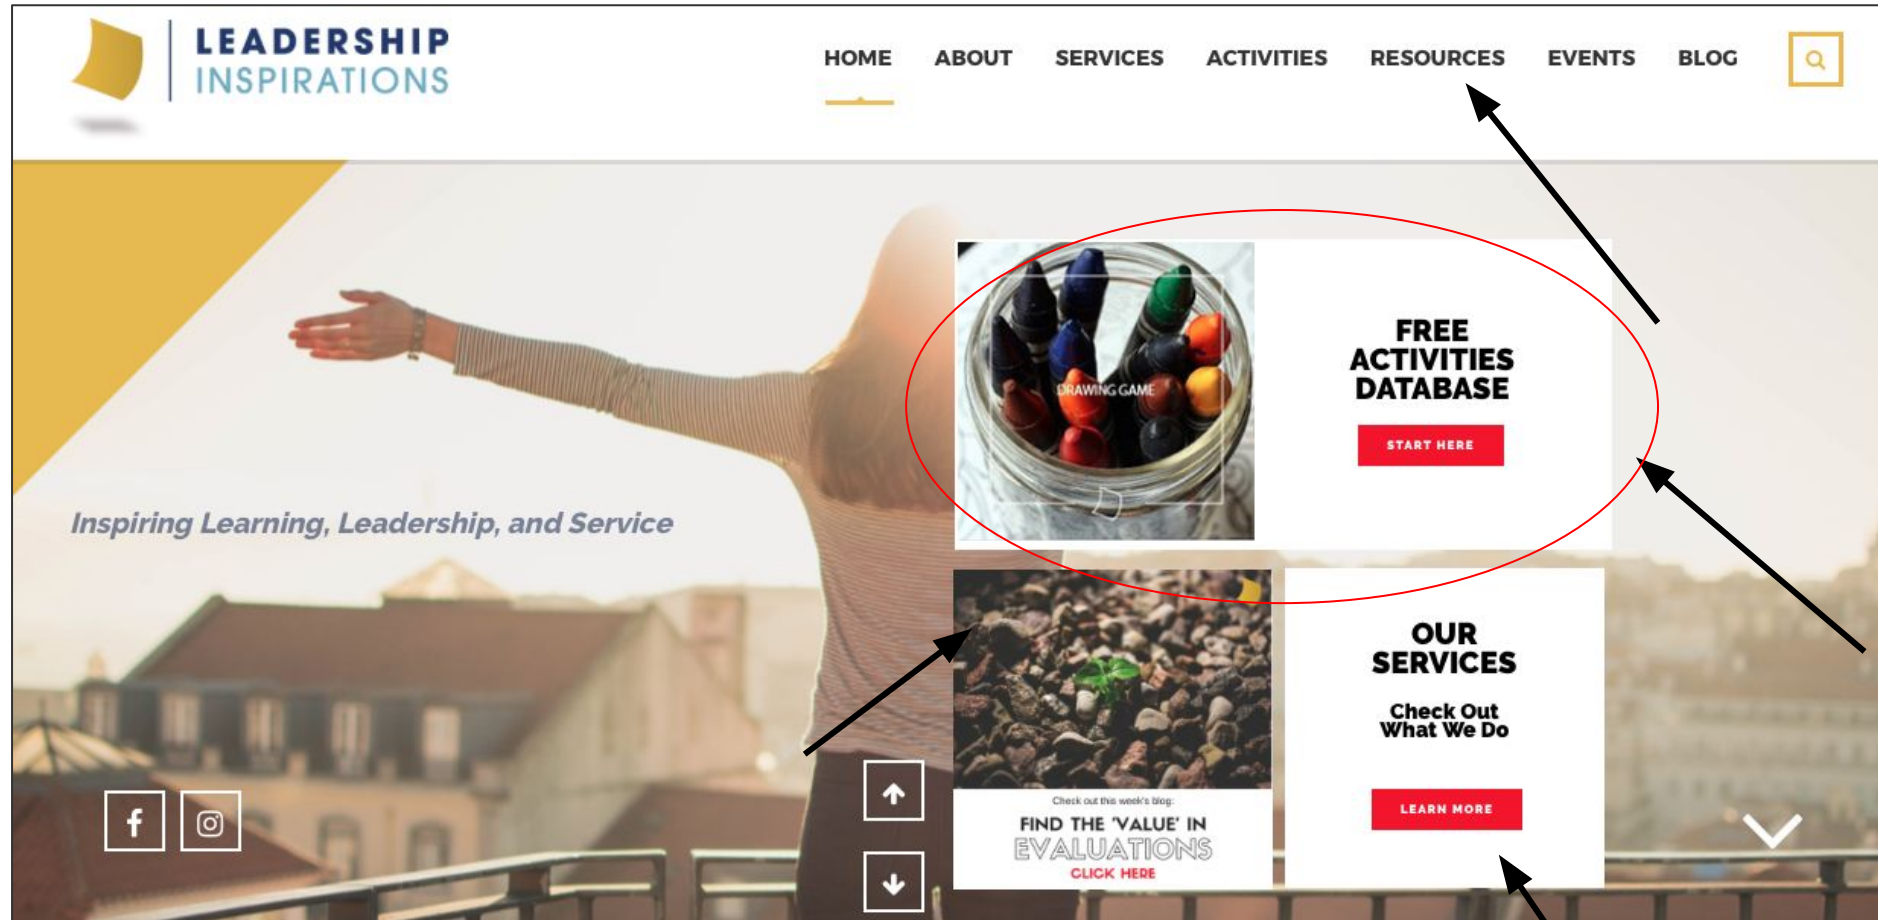 LEADERSHIP
INSPIRATIONS
HOME ABOUT SERVICES ACTIVITIES RESOURCES EVENTS BLOG
DRAWING GAME
FREE
ACTIVITIES
DATABASE
START HERE
Inspiring Learning, Leadership, and Service
Check out this week's blog:
FIND THE 'VALUE' IN
EVALUATIONS
CLICK HERE
OUR
SERVICES
Check Out
What We Do
LEARN MORE
f